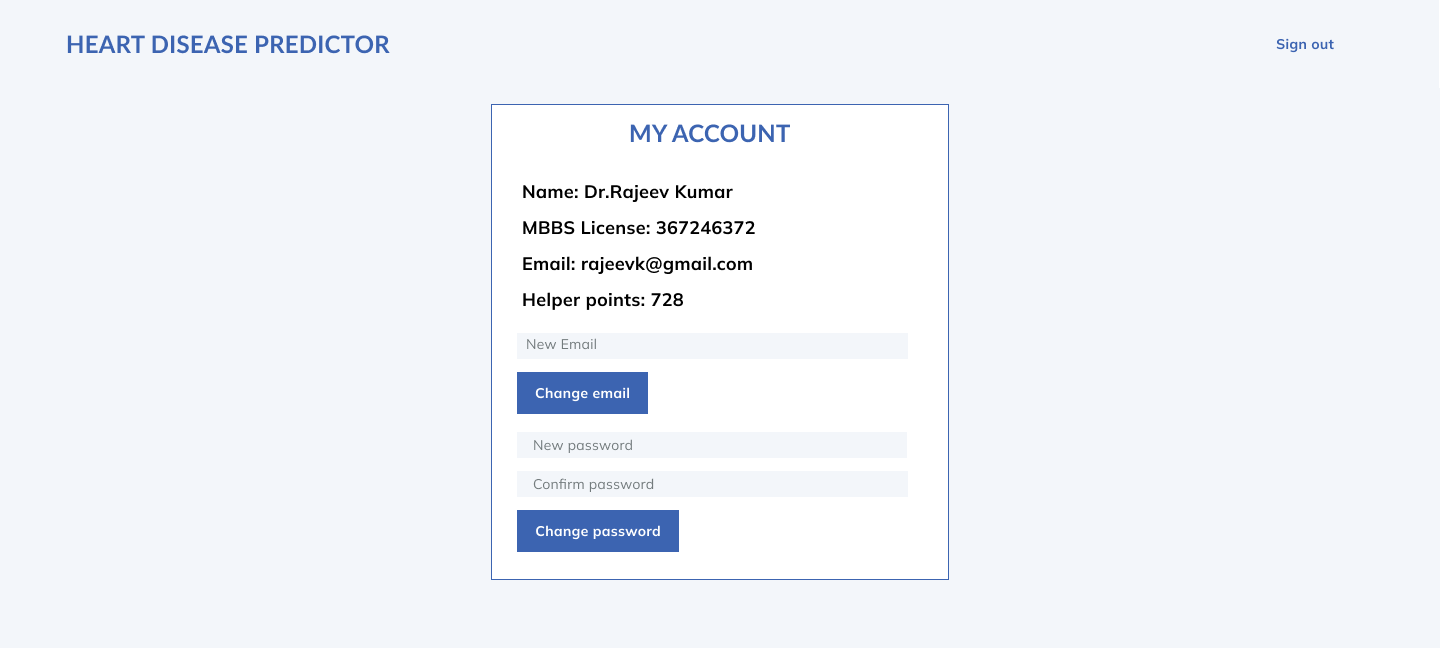 HEART DISEASE PREDICTOR
Sign out
MY ACCOUNT
Name: Dr.Rajeev Kumar
MBBS License: 367246372
Email: rajeevk@gmail.com
Helper points: 728
New Email
Change email
New password
Confirm password
Change password